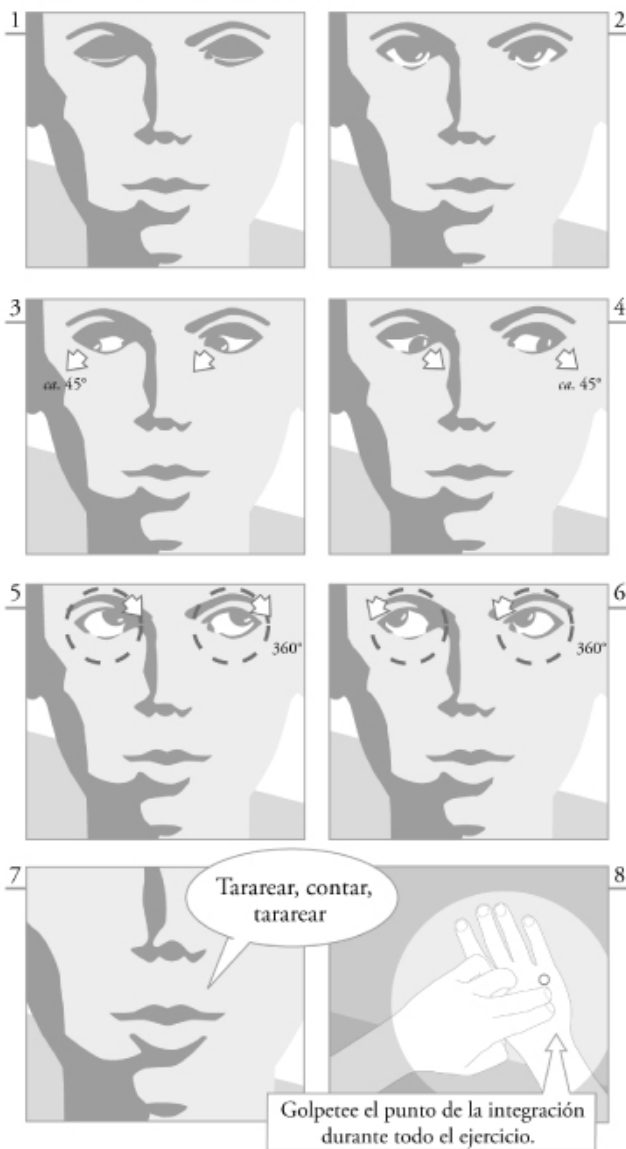 1
2
3
ca. 45°
4
ca. 45°
5
360°
6
360°
7
Tararear, contar,
tararear
8
Golpetee el punto de la integración
durante todo el ejercicio.